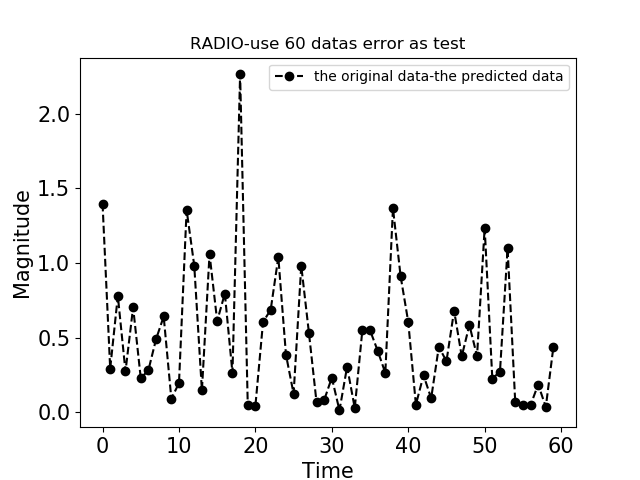 RADIO-use 60 datas error as test
the original data-the predicted data
Magnitude
2.0
1.5
1.0
0.5
0.0
0 10 20 30 40 50 60
Time